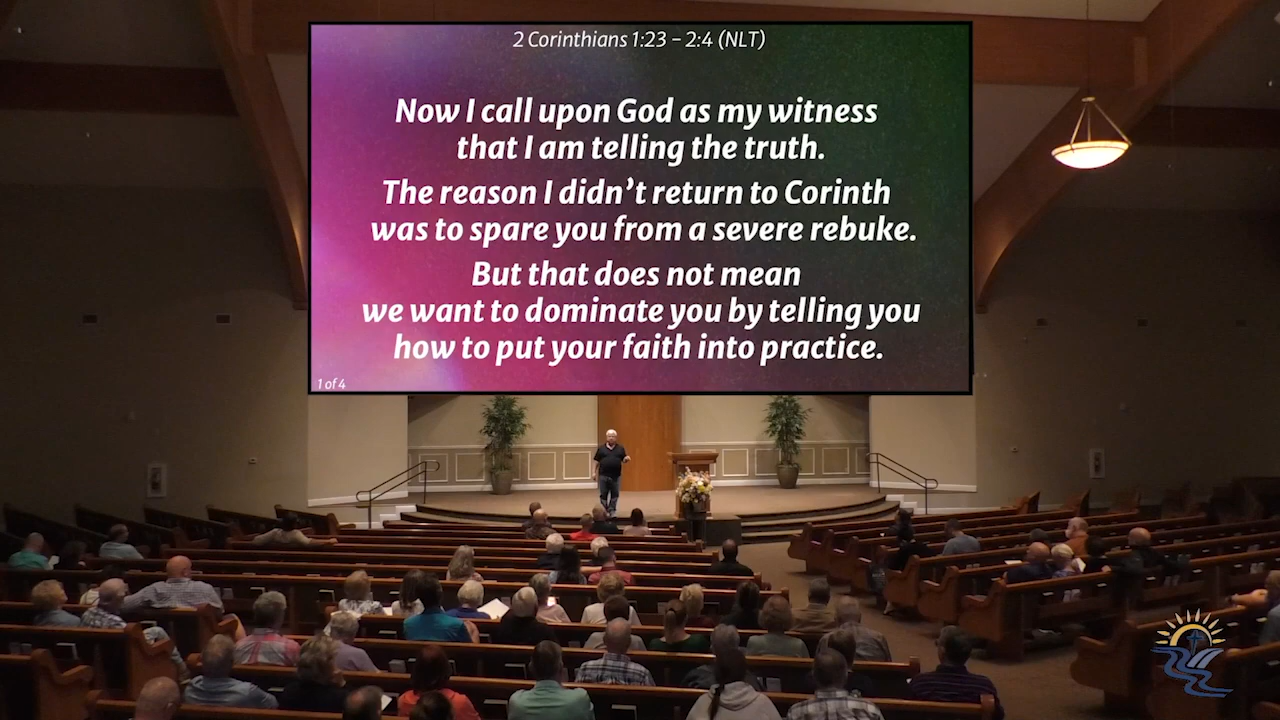 2 Corinthians 1:23 – 2:4 (NLT)
Now I call upon God as my witness
that I am telling the truth.
The reason I didn’t return to Corinth
was to spare you from a severe rebuke.
But that does not mean
we want to dominate you by telling you
how to put your faith into practice.
1 of 4